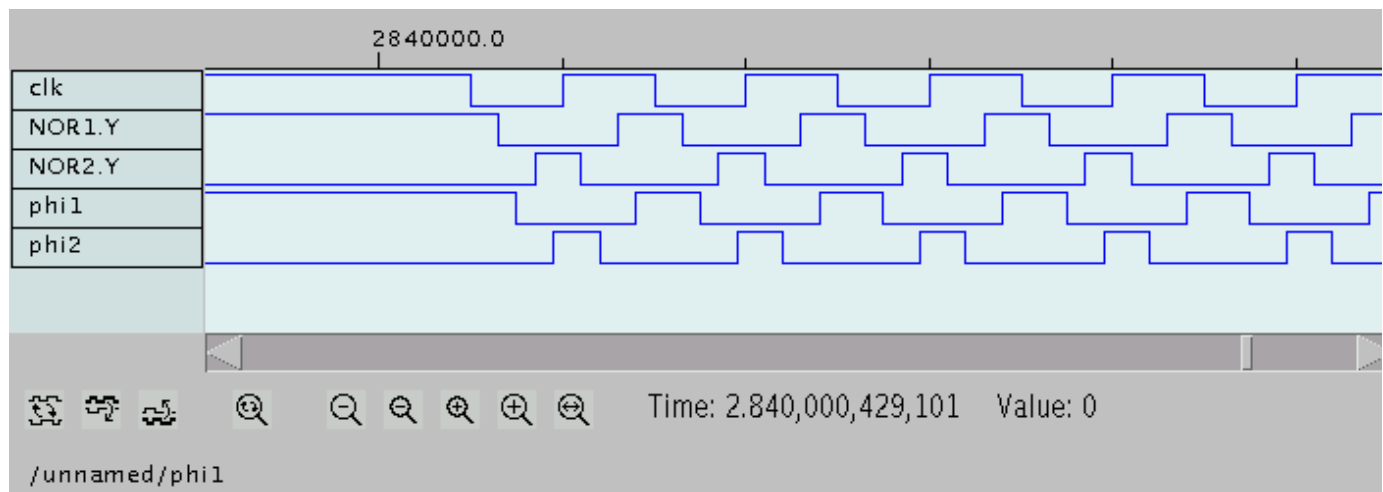 2840000.0
clk
NOR1.Y
NOR2.Y
phi1
phi2
Time: 2.840,000,429,101 Value: 0
/unnamed/phi1